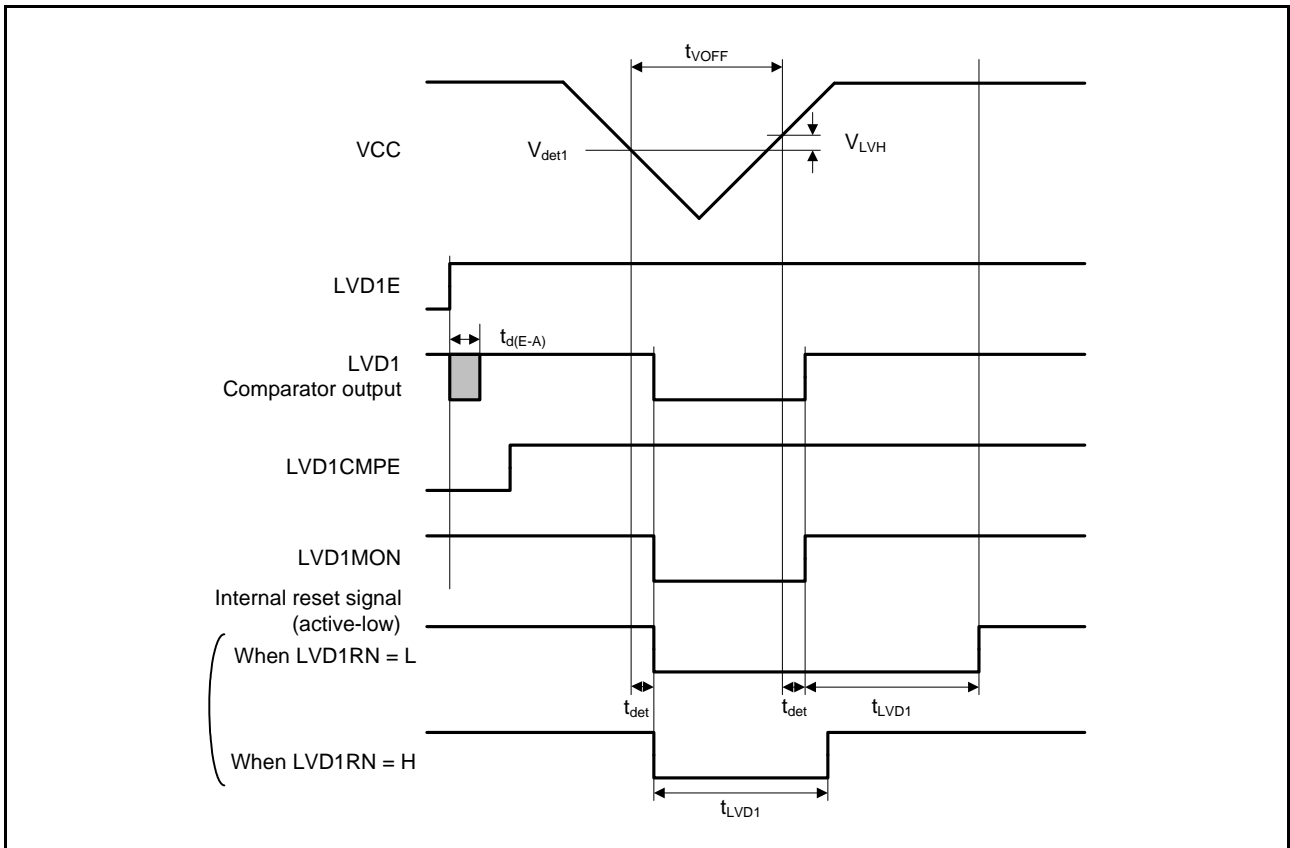 tVOFF
VCC
Vdet1
VLVH
LVD1E
td(E-A)
LVD1
Comparator output
LVD1CMPE
LVD1MON
Internal reset signal
(active-low)
When LVD1RN = L
tdet
tdet
tLVD1
When LVD1RN = H
tLVD1